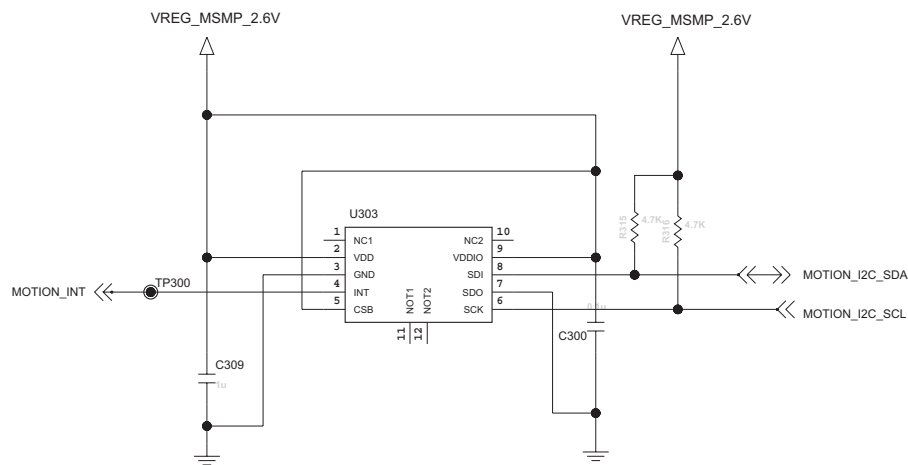 VREG_MSMP_2.6V
VREG_MSMP_2.6V
R315
4.7K
R316
4.7K
U303
1 NC1 NC2 10
2 VDD VDDIO 9
3 GND SDI 8
4 INT SDO 7
5 CSB SCK 6
NOT1 NOT2
11 12
MOTION_INT
TP300
MOTION_I2C_SDA
MOTION_I2C_SCL
C300
C309
1u